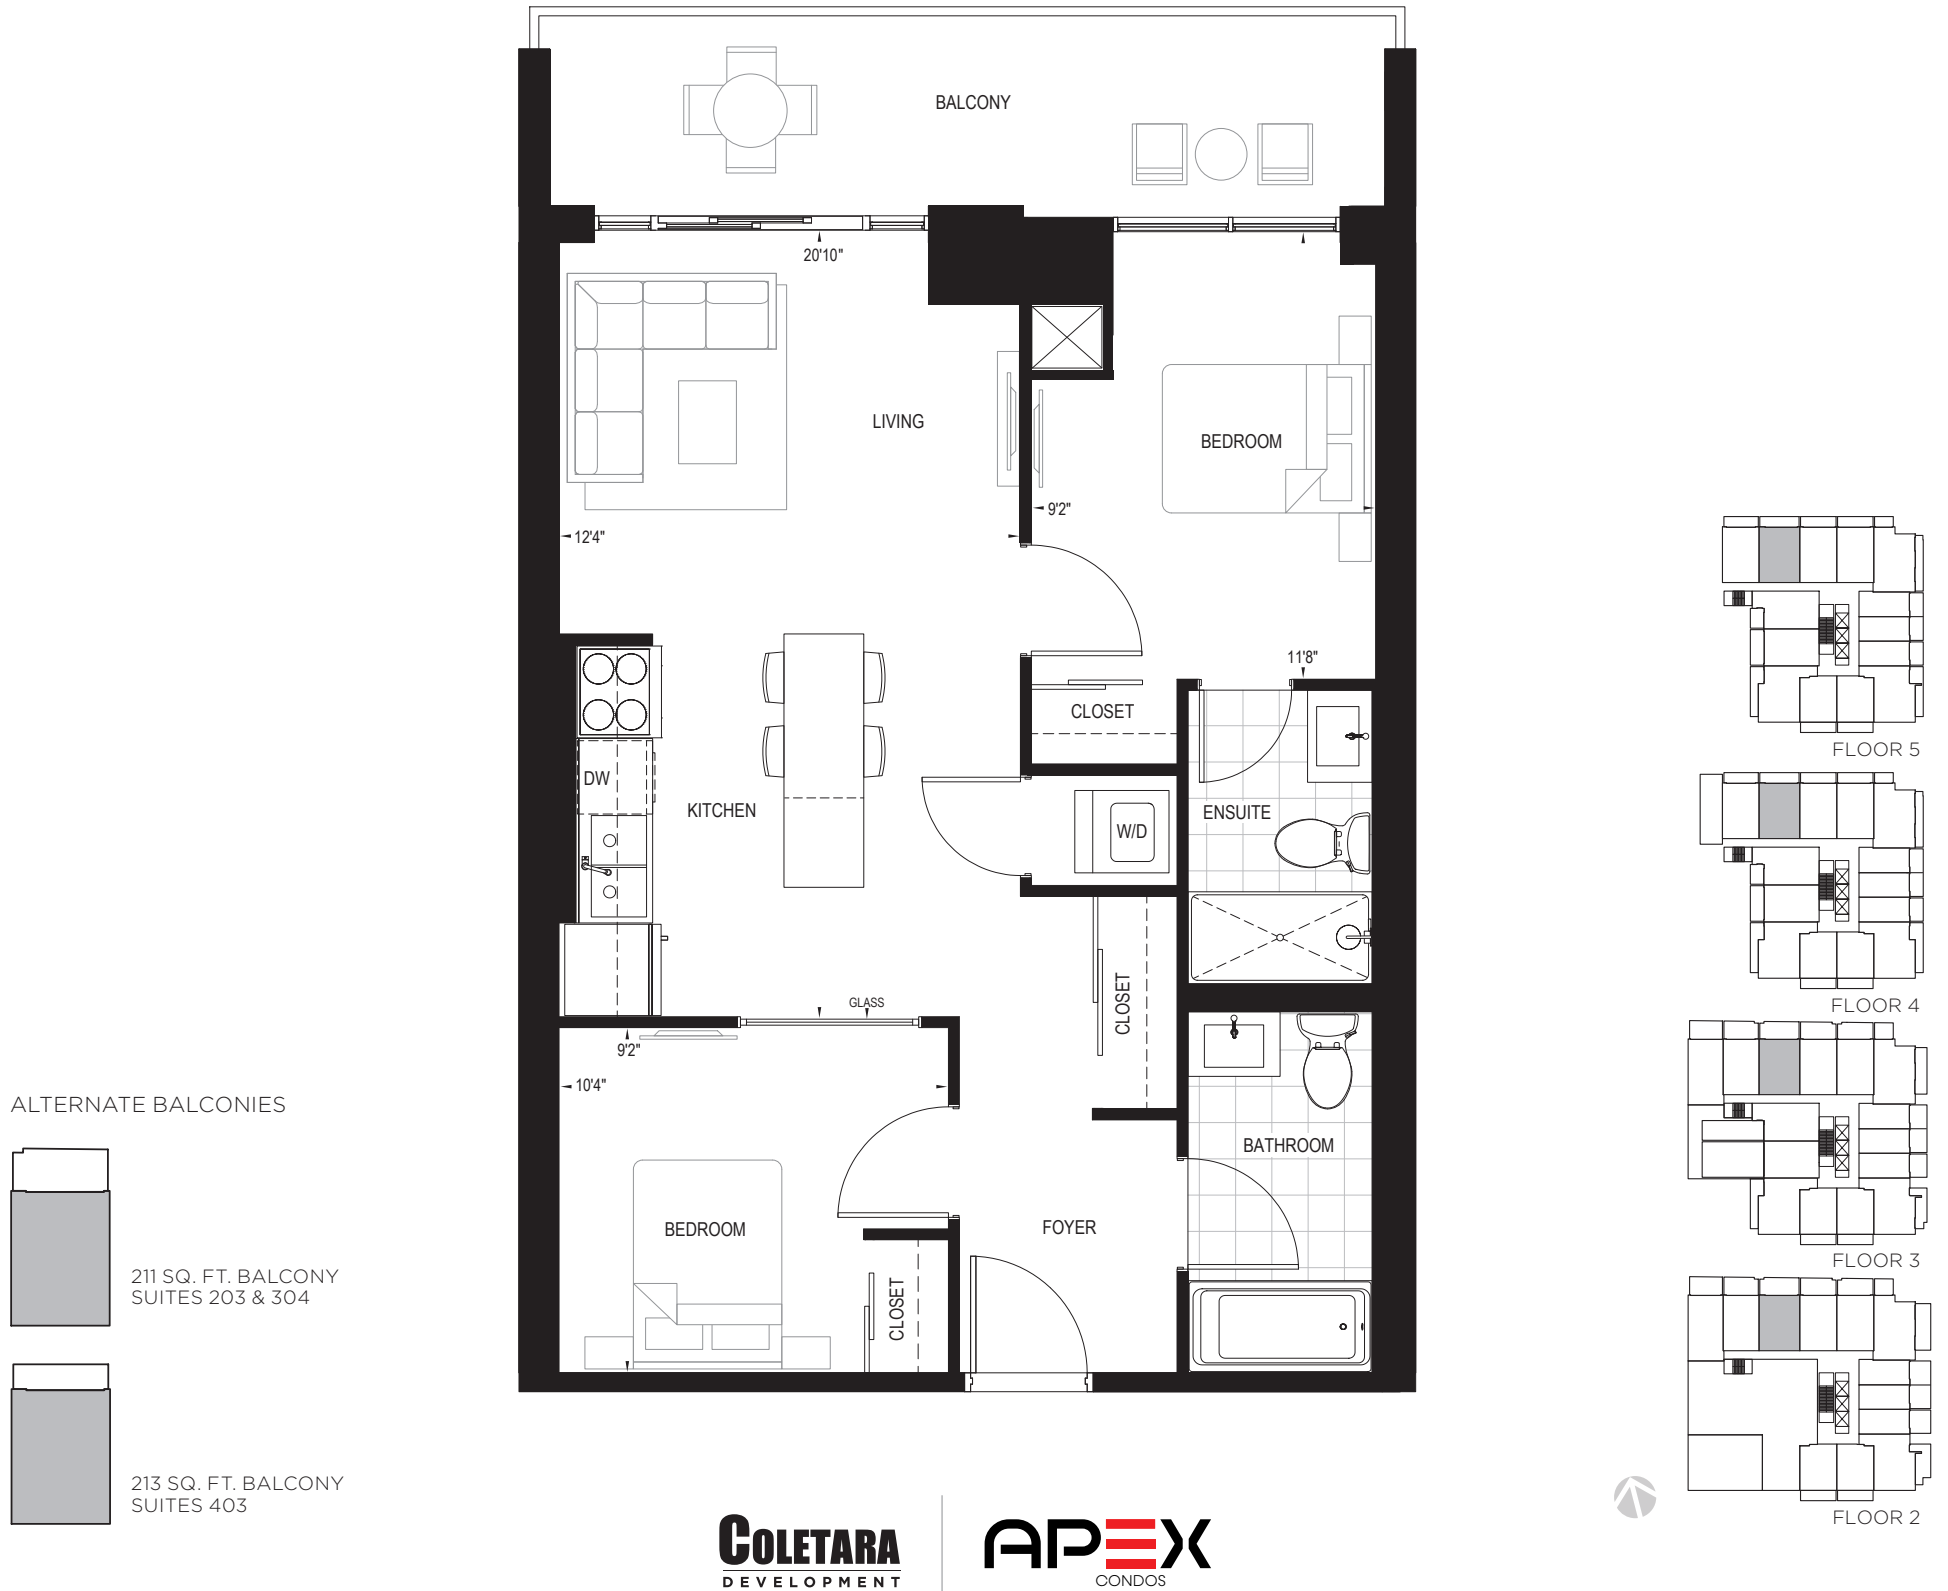 BALCONY
20'10"
LIVING
BEDROOM
9'2"
12'4"
11'8"
CLOSET
DW
KITCHEN
W/D
ENSUITE
CLOSET
GLASS
9'2"
10'4"
BATHROOM
BEDROOM
FOYER
CLOSET
ALTERNATE BALCONIES
211 SQ. FT. BALCONY
SUITES 203 & 304
213 SQ. FT. BALCONY
SUITES 403
FLOOR 5
FLOOR 4
FLOOR 3
FLOOR 2
COLETARA
DEVELOPMENT
APEX
CONDOS